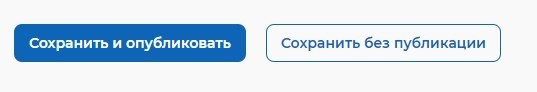 Сохранить и опубликовать
Сохранить без публикации